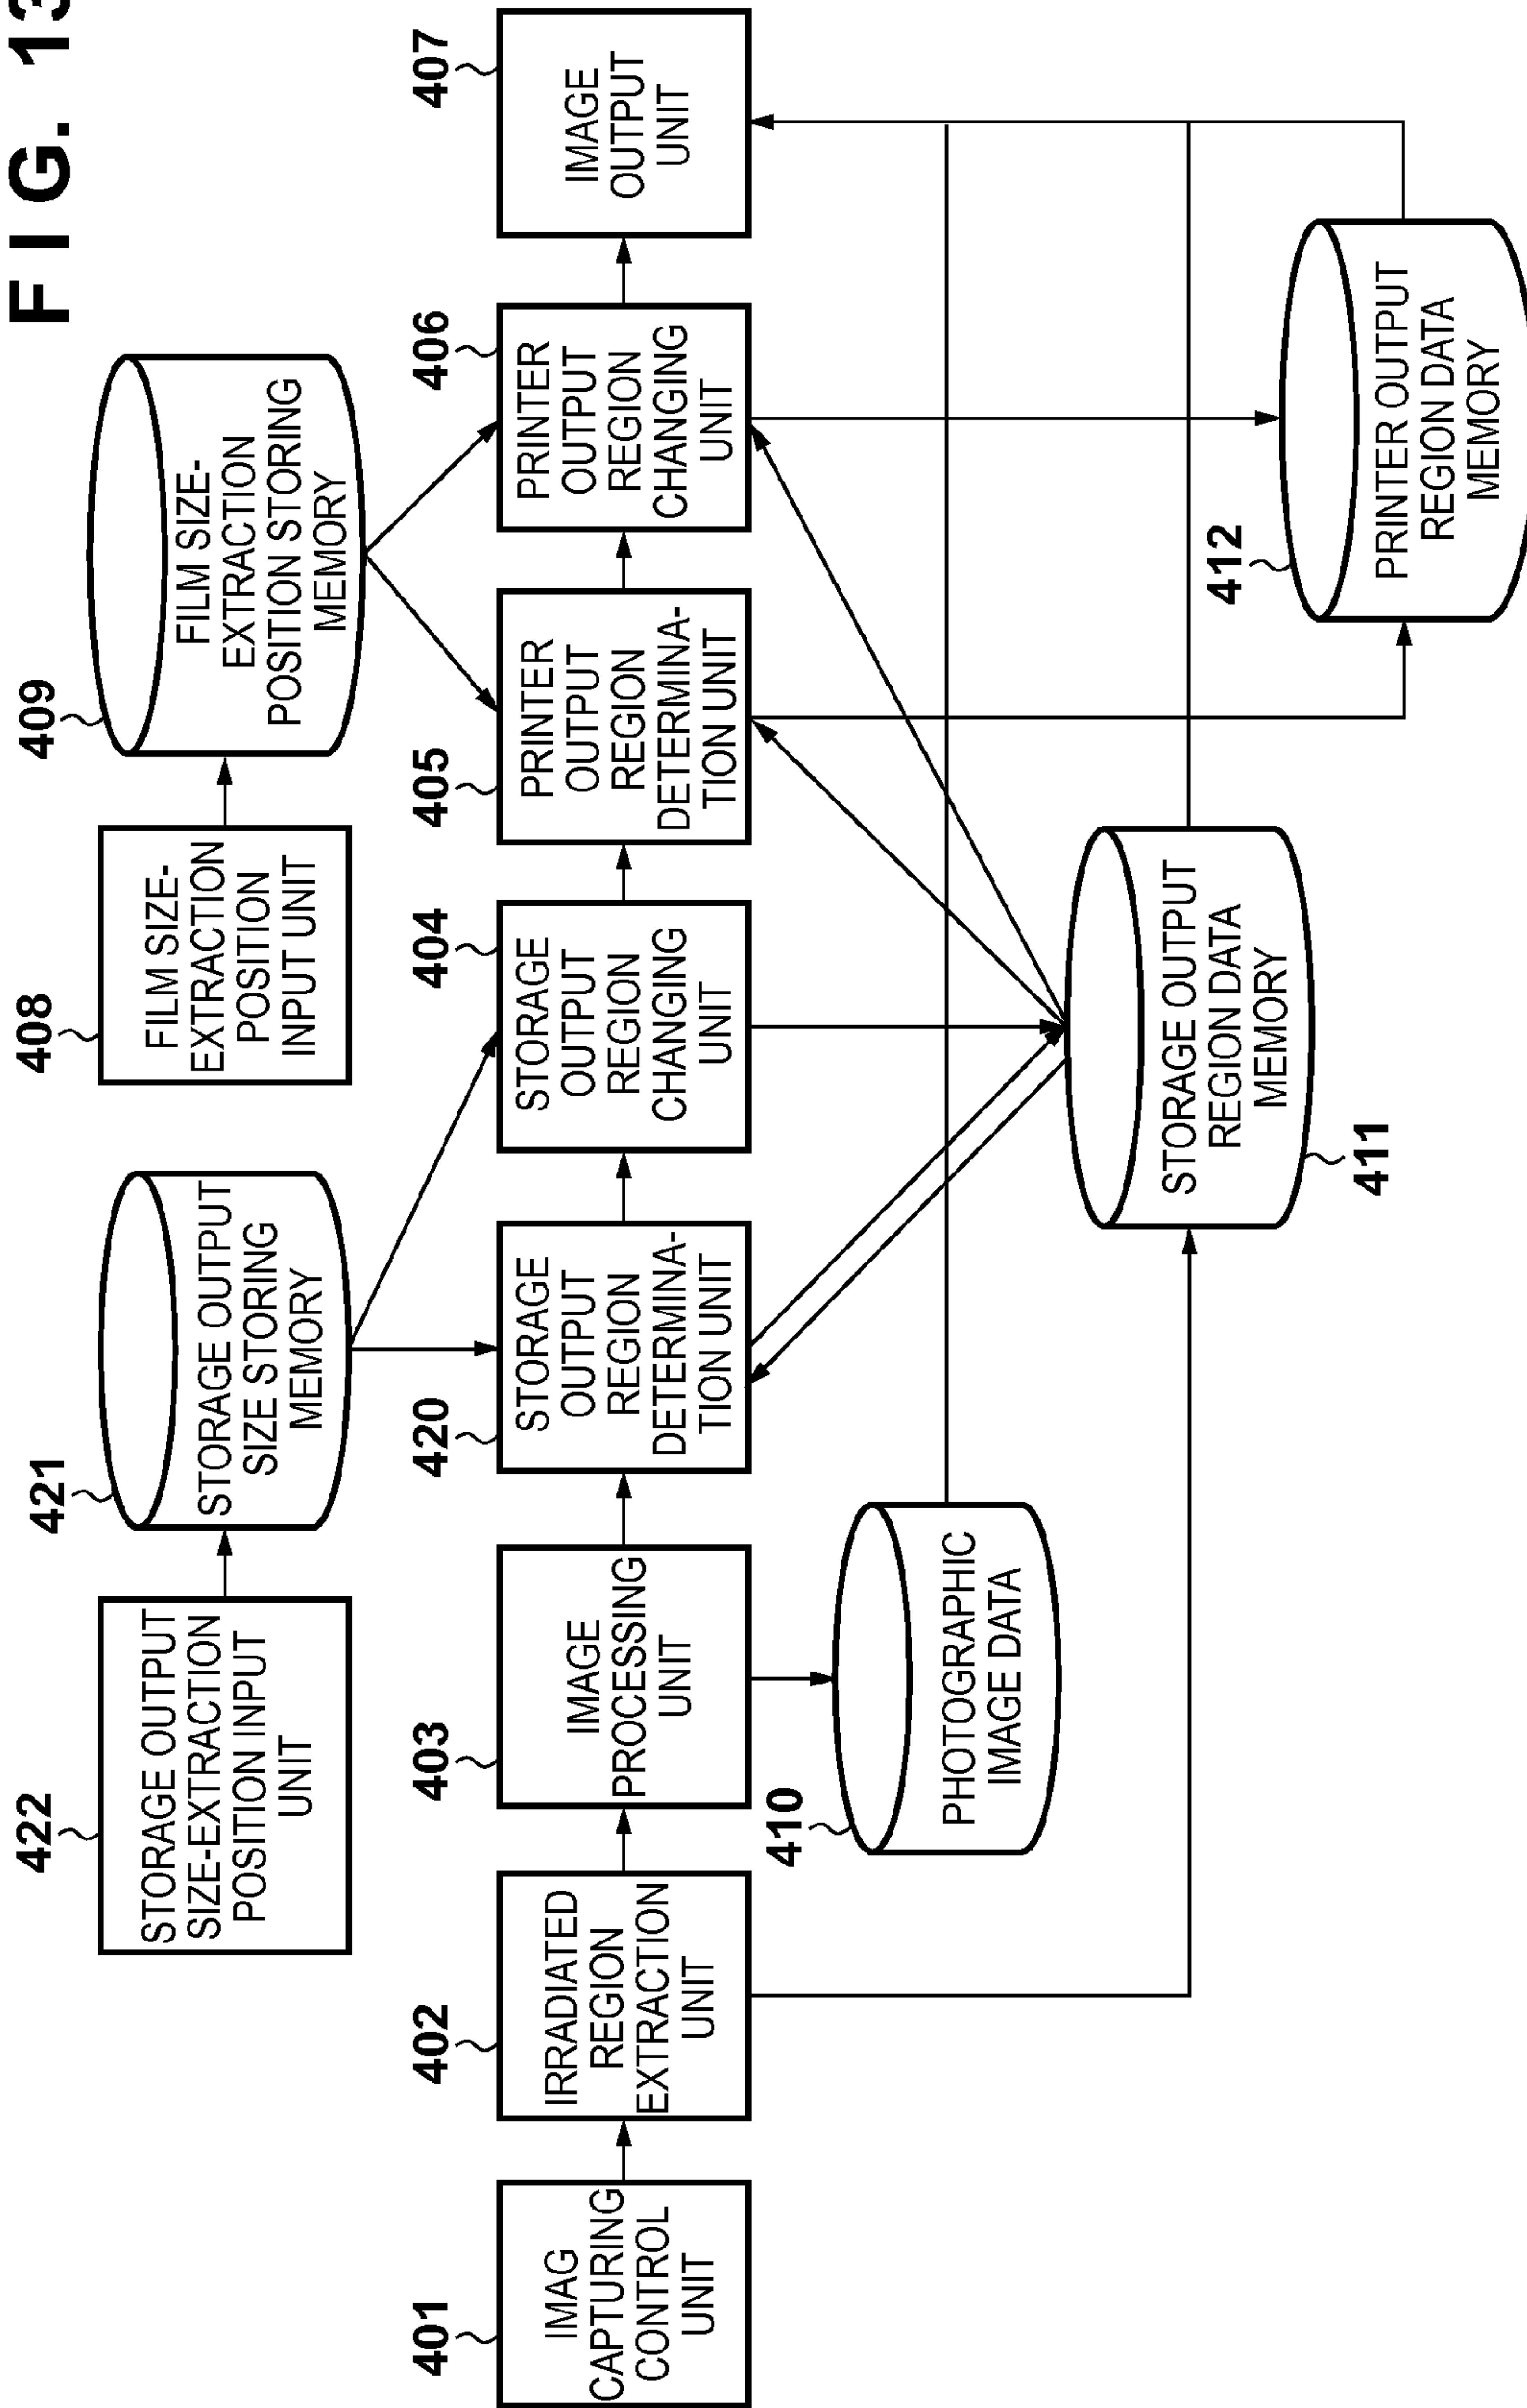 FIG. 13
422
STORAGE OUTPUT
SIZE-EXTRACTION
POSITION INPUT
UNIT
421
STORAGE OUTPUT
SIZE STORING
MEMORY
408
FILM SIZE-
EXTRACTION
POSITION
INPUT UNIT
409
FILM SIZE-
EXTRACTION
POSITION STORING
MEMORY
401
IMAG
CAPTURING
CONTROL
UNIT
402
IRRADIATED
REGION
EXTRACTION
UNIT
403
IMAGE
PROCESSING
UNIT
420
STORAGE
OUTPUT
REGION
DETERMINA-
TION UNIT
404
STORAGE
OUTPUT
REGION
CHANGING
UNIT
405
PRINTER
OUTPUT
REGION
DETERMINA-
TION UNIT
406
PRINTER
OUTPUT
REGION
CHANGING
UNIT
407
IMAGE
OUTPUT
UNIT
410
PHOTOGRAPHIC
IMAGE DATA
411
STORAGE OUTPUT
REGION DATA
MEMORY
412
PRINTER OUTPUT
REGION DATA
MEMORY